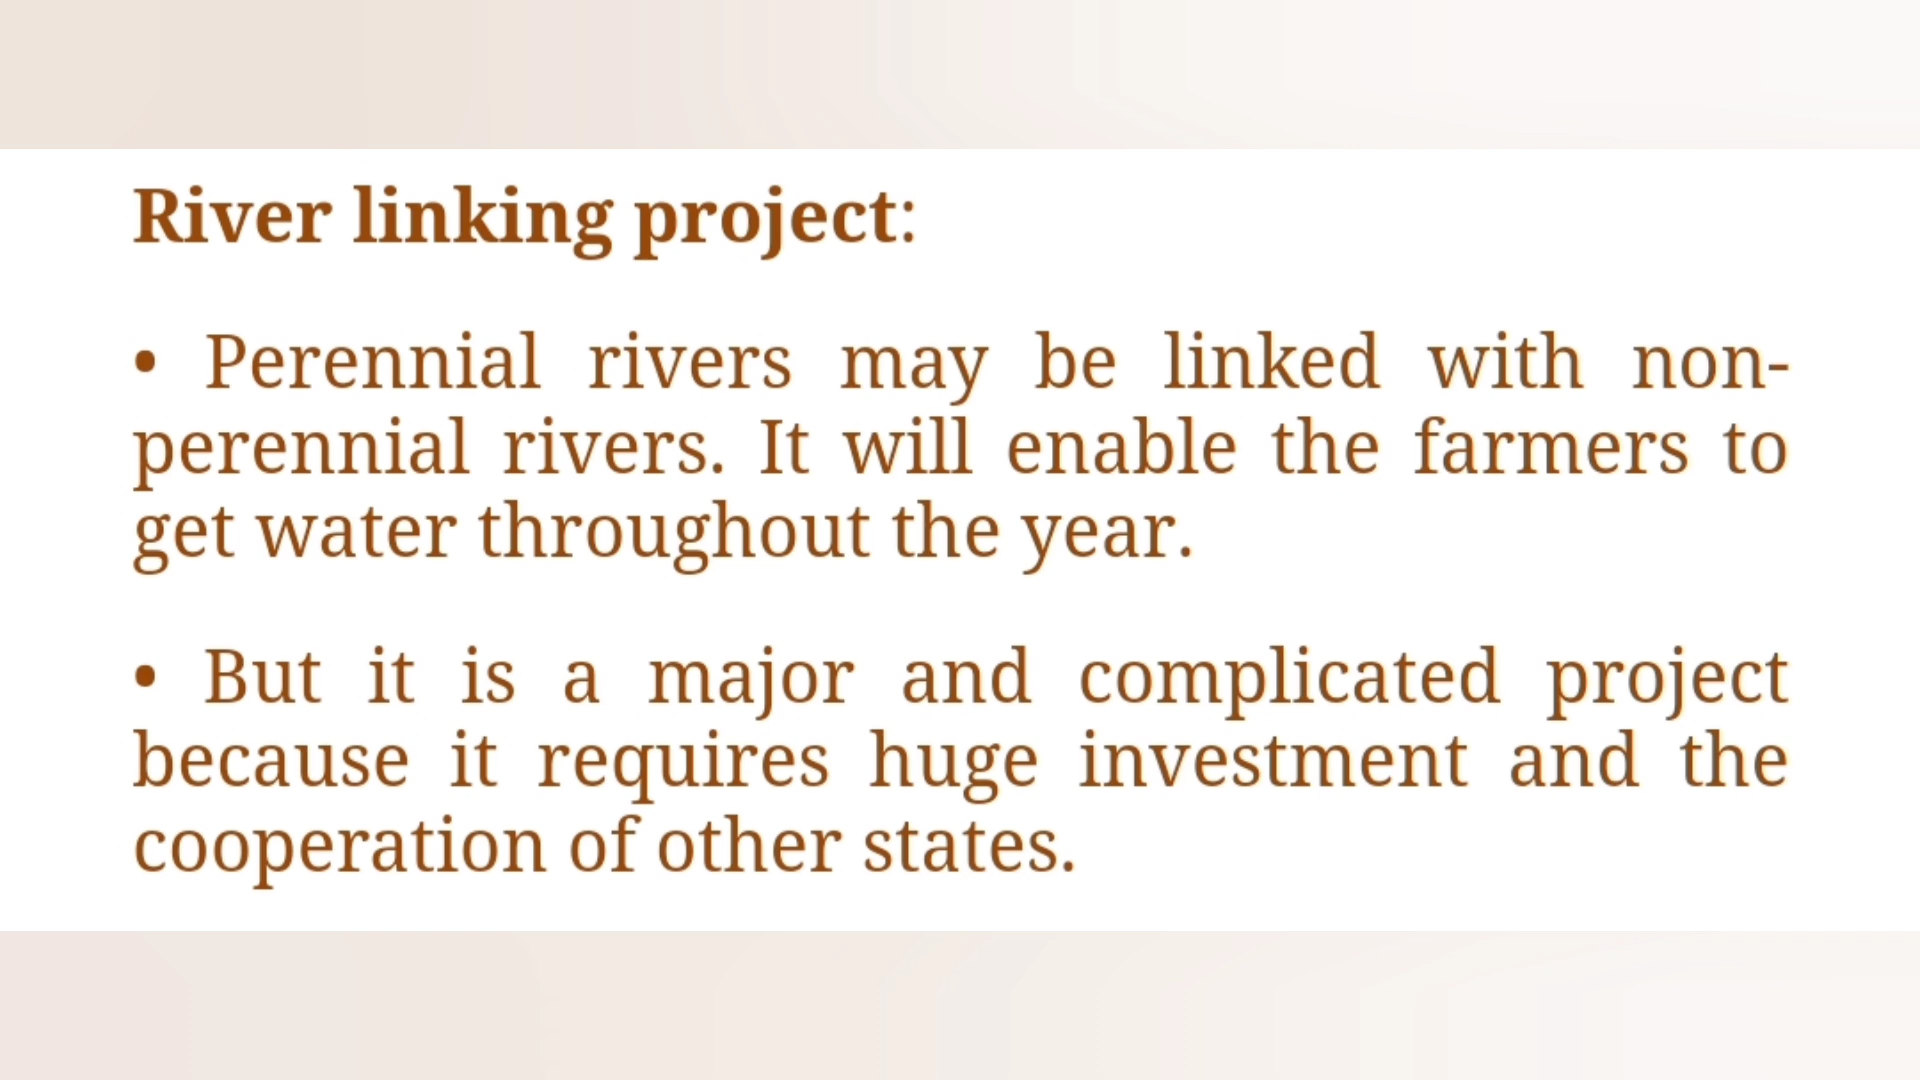 River linking project:
• Perennial rivers may be linked with non-
perennial rivers. It will enable the farmers to
get water throughout the year.
• But it is a major and complicated project
because it requires huge investment and the
cooperation of other states.